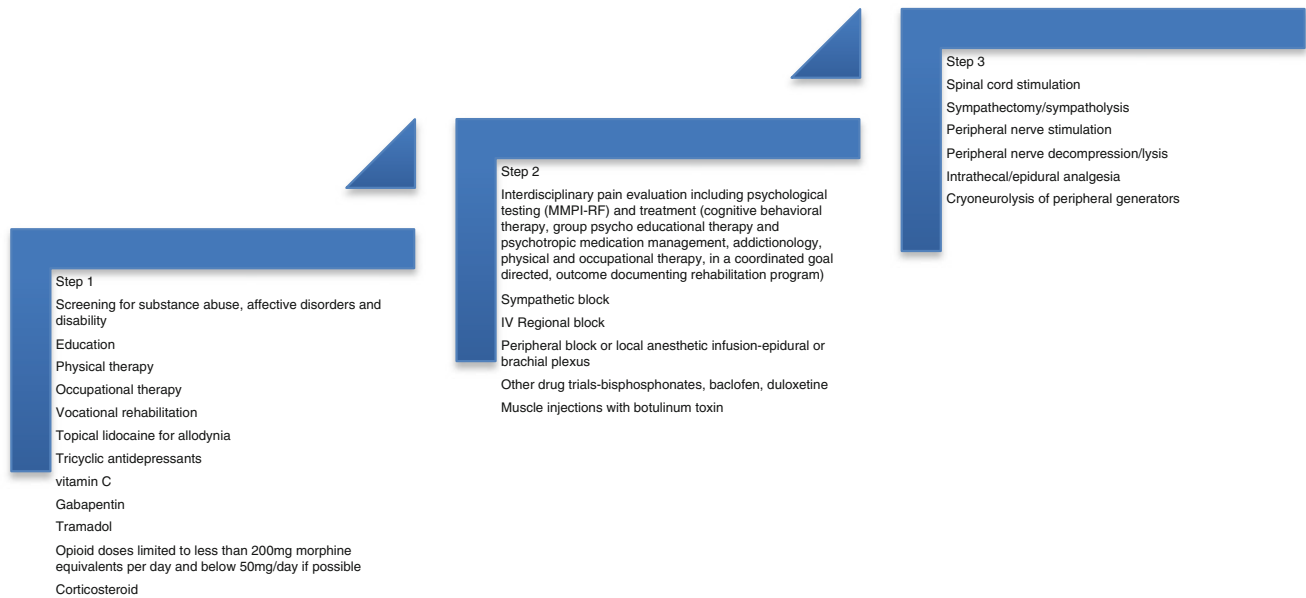 Step 1
Screening for substance abuse, affective disorders and
disability
Education
Physical therapy
Occupational therapy
Vocational rehabilitation
Topical lidocaine for allodynia
Tricyclic antidepressants
vitamin C
Gabapentin
Tramadol
Opioid doses limited to less than 200mg morphine
equivalents per day and below 50mg/day if possible
Corticosteroid
Step 2
Interdisciplinary pain evaluation including psychological
testing (MMPI-RF) and treatment (cognitive behavioral
therapy, group psycho educational therapy and
psychotropic medication management, addictionology,
physical and occupational therapy, in a coordinated goal
directed, outcome documenting rehabilitation program)
Sympathetic block
IV Regional block
Peripheral block or local anesthetic infusion-epidural or
brachial plexus
Other drug trials-bisphosphonates, baclofen, duloxetine
Muscle injections with botulinum toxin
Step 3
Spinal cord stimulation
Sympathectomy/sympatholysis
Peripheral nerve stimulation
Peripheral nerve decompression/lysis
Intrathecal/epidural analgesia
Cryoneurolysis of peripheral generators